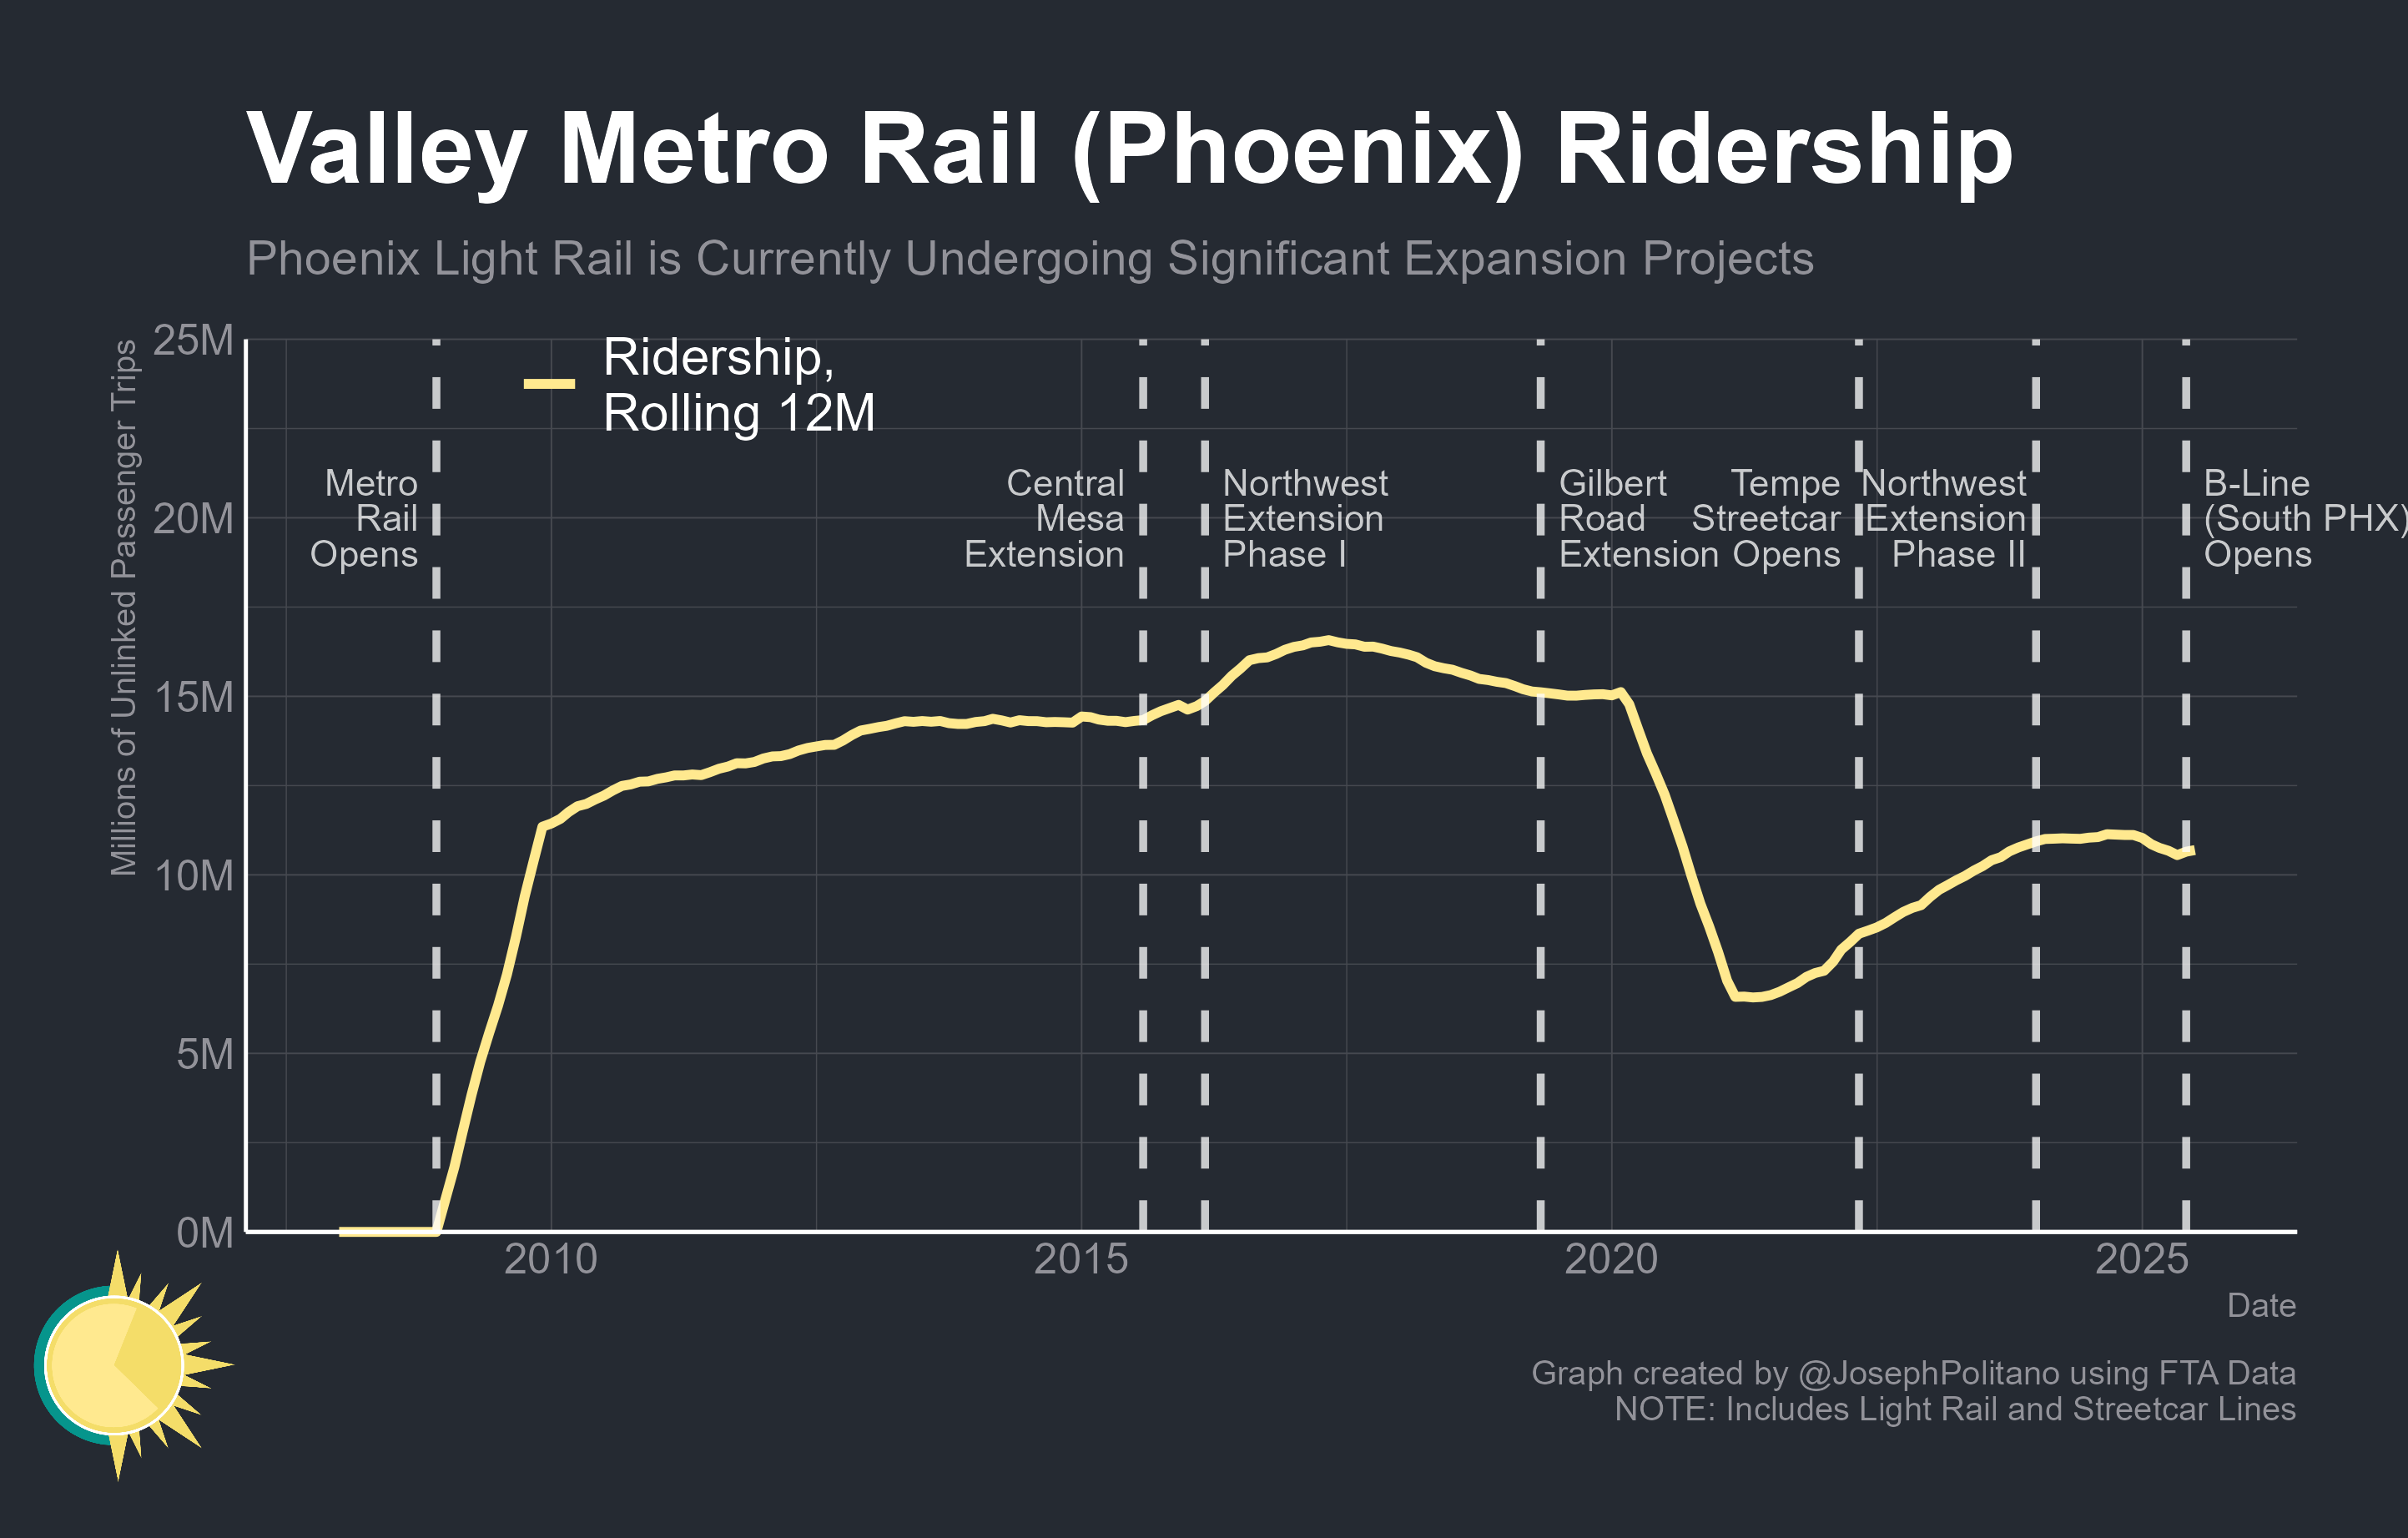 Valley Metro Rail (Phoenix) Ridership
Phoenix Light Rail is Currently Undergoing Significant Expansion Projects
Millions of Unlinked Passenger Trips
25M
20M
15M
10M
5M
0M
Ridership,
Rolling 12M
Metro
Rail
Opens
Central
Mesa
Extension
Northwest
Extension
Phase I
Gilbert
Road
Extension
Tempe
Streetcar
Opens
Northwest
Extension
Phase II
B-Line
(South PHX)
Opens
2010
2015
2020
2025
Date
Graph created by @JosephPolitano using FTA Data
NOTE: Includes Light Rail and Streetcar Lines